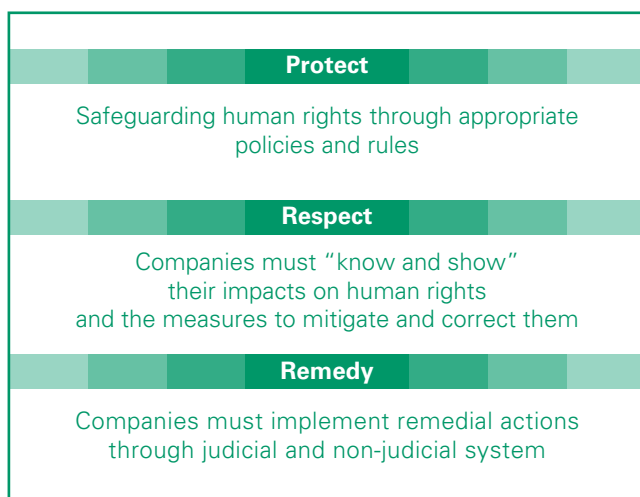 Protect
Safeguarding human rights through appropriate
policies and rules
Respect
Companies must “know and show”
their impacts on human rights
and the measures to mitigate and correct them
Remedy
Companies must implement remedial actions
through judicial and non-judicial system